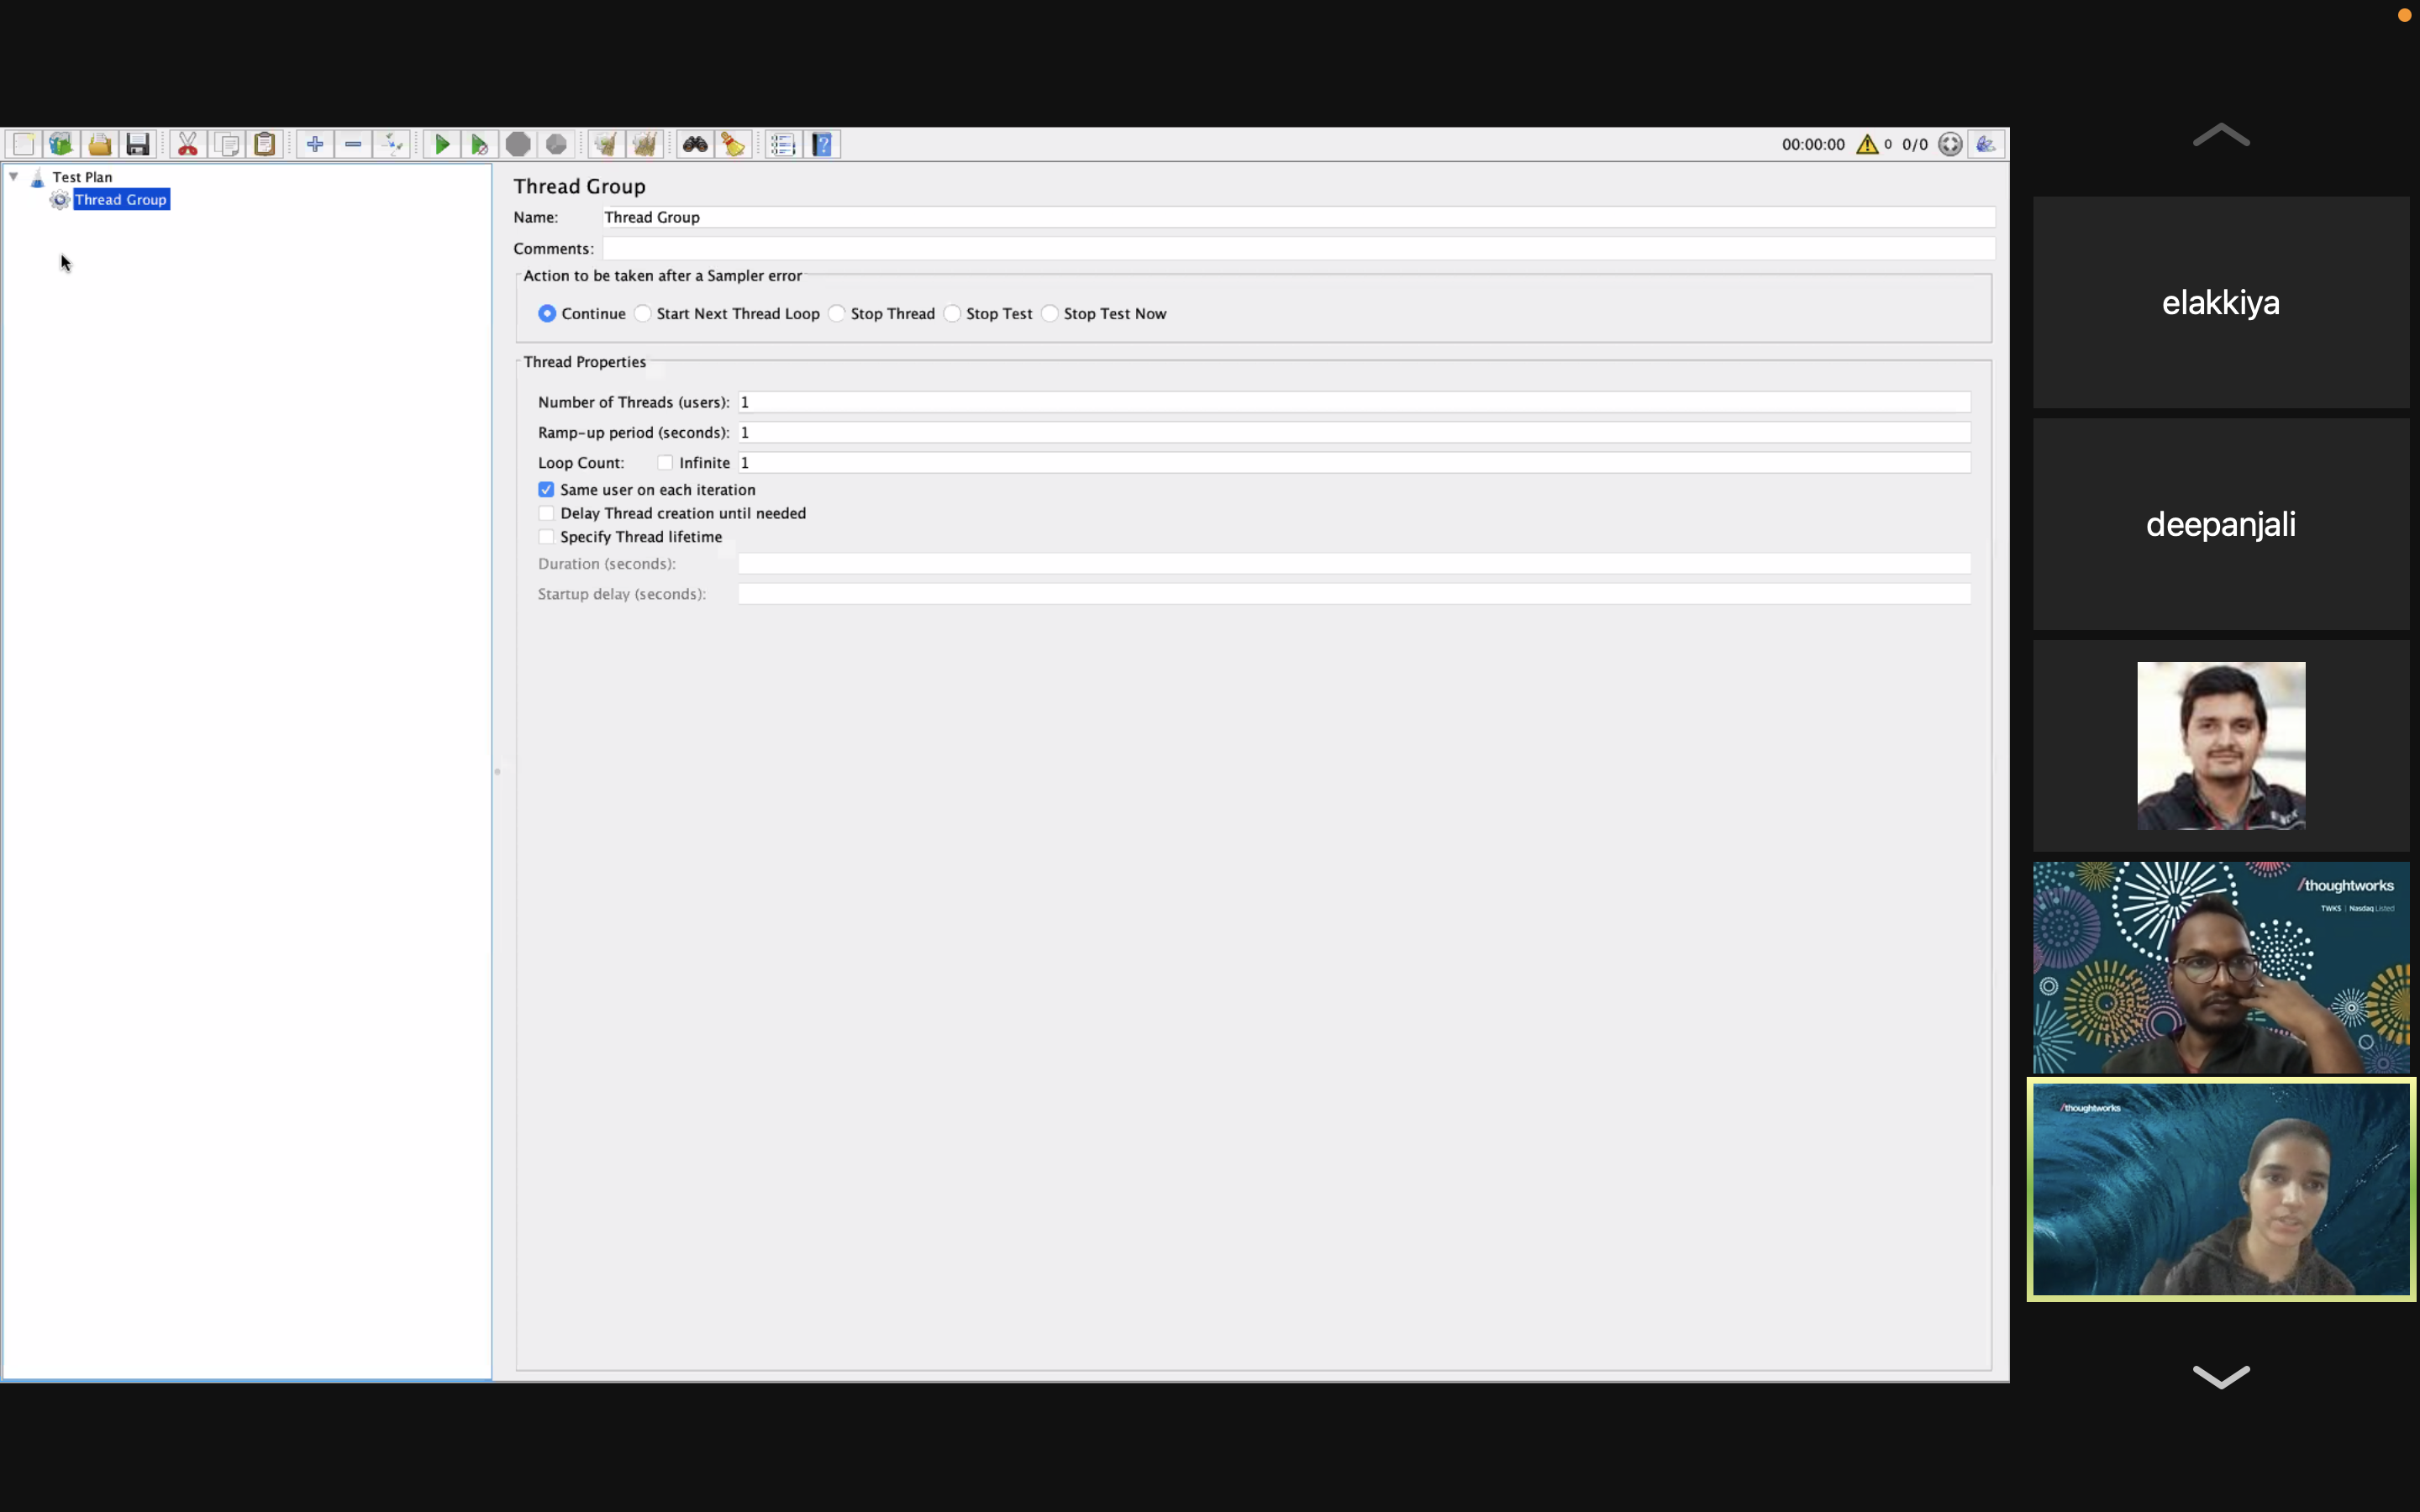 00:00:00 0 0/0
Test Plan
Thread Group
Thread Group
Name: Thread Group
Comments:
Action to be taken after a Sampler error
Continue Start Next Thread Loop Stop Thread Stop Test Stop Test Now
Thread Properties
Number of Threads (users): 1
Ramp-up period (seconds): 1
Loop Count: Infinite 1
Same user on each iteration
Delay Thread creation until needed
Specify Thread lifetime
Duration (seconds):
Startup delay (seconds):
elakkiya
deepanjali
/thoughtworks
TWKS | Nasdaq Listed
/thoughtworks